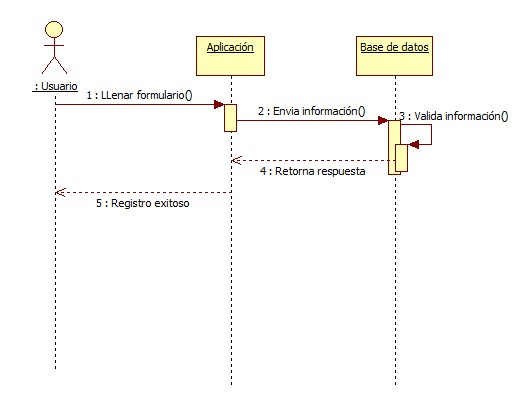 Aplicación
Base de datos
: Usuario
1 : LLenar formulario()
2 : Envia información()
3 : Valida información()
4 : Retorna respuesta
5 : Registro exitoso